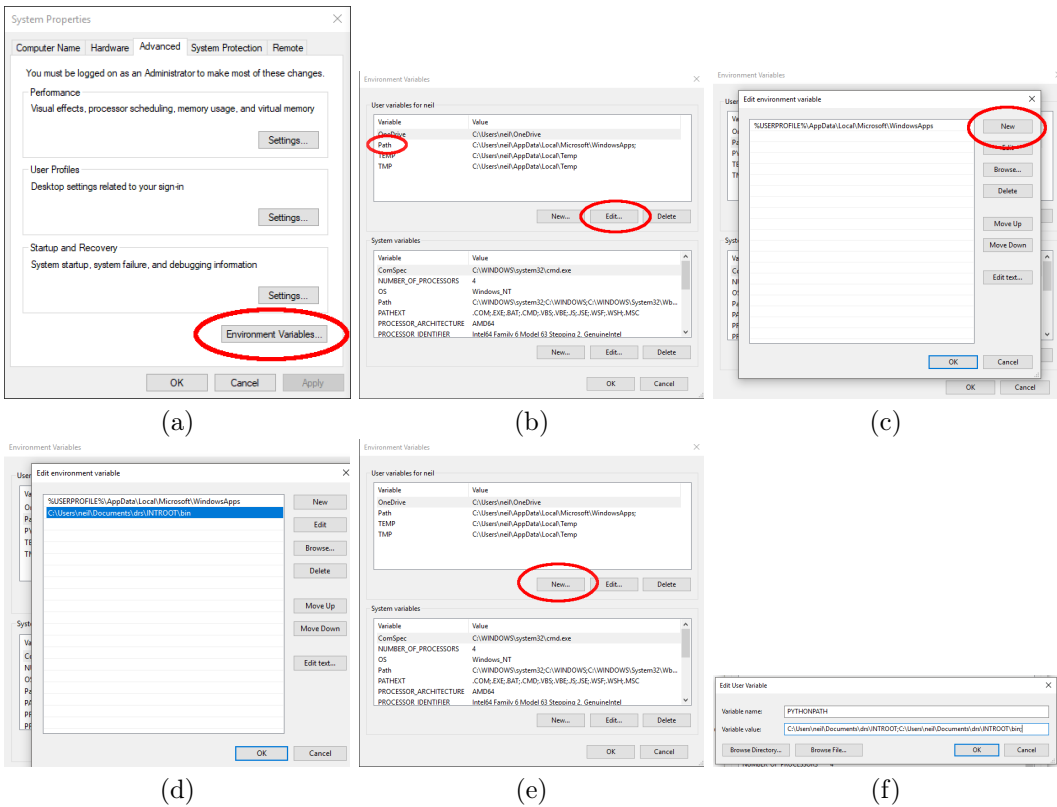 System Properties
Computer Name Hardware Advanced System Protection Remote
You must be logged on as an Administrator to make most of these changes.
Performance
Visual effects, processor scheduling, memory usage, and virtual memory
Settings...
User Profiles
Desktop settings related to your sign-in
Settings...
Startup and Recovery
System startup, system failure, and debugging information
Settings...
Environment Variables...
OK Cancel Apply
(a)
Environment Variables
User variables for neil
Variable Value
OneDrive C:\Users\neil\OneDrive
Path C:\Users\neil\AppData\Local\Microsoft\WindowsApps;
TEMP C:\Users\neil\AppData\Local\Temp
TMP C:\Users\neil\AppData\Local\Temp
New... Edit... Delete
System variables
Variable Value
ComSpec C:\WINDOWS\system32\cmd.exe
NUMBER_OF_PROCESSORS 4
OS Windows_NT
Path C:\WINDOWS\system32;C:\WINDOWS;C:\WINDOWS\System32\Wb...
PATHEXT .COM;.EXE;.BAT;.CMD;.VBS;.VBE;.JS;.JSE;.WSF;.WSH;.MSC
PROCESSOR_ARCHITECTURE AMD64
PROCESSOR_IDENTIFIER Intel64 Family 6 Model 63 Stepping 2, GenuineIntel
New... Edit... Delete
OK Cancel
(b)
Environment Variables
Edit environment variable
%USERPROFILE%\AppData\Local\Microsoft\WindowsApps
New
Edit
Browse...
Delete
Move Up
Move Down
Edit text...
OK Cancel
OK Cancel
(c)
Environment Variables
Edit environment variable
%USERPROFILE%\AppData\Local\Microsoft\WindowsApps
C:\Users\neil\Documents\drs\INTROOT\bin
New
Edit
Browse...
Delete
Move Up
Move Down
Edit text...
OK Cancel
(d)
Environment Variables
User variables for neil
Variable Value
OneDrive C:\Users\neil\OneDrive
Path C:\Users\neil\AppData\Local\Microsoft\WindowsApps;
TEMP C:\Users\neil\AppData\Local\Temp
TMP C:\Users\neil\AppData\Local\Temp
New... Edit... Delete
System variables
Variable Value
ComSpec C:\WINDOWS\system32\cmd.exe
NUMBER_OF_PROCESSORS 4
OS Windows_NT
Path C:\WINDOWS\system32;C:\WINDOWS;C:\WINDOWS\System32\Wb...
PATHEXT .COM;.EXE;.BAT;.CMD;.VBS;.VBE;.JS;.JSE;.WSF;.WSH;.MSC
PROCESSOR_ARCHITECTURE AMD64
PROCESSOR_IDENTIFIER Intel64 Family 6 Model 63 Stepping 2, GenuineIntel
New... Edit... Delete
OK Cancel
(e)
Edit User Variable
Variable name: PYTHONPATH
Variable value: C:\Users\neil\Documents\drs\INTROOT;C:\Users\neil\Documents\drs\INTROOT\bin;
Browse Directory... Browse File... OK Cancel
NUMBER_OF_PROCESSORS 4
(f)